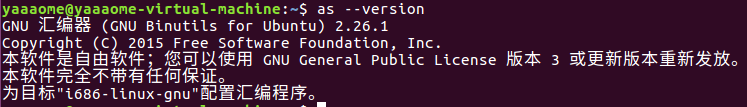 yaaaome@yaaaome-virtual-machine:~$ as --version
GNU 汇编器 (GNU Binutils for Ubuntu) 2.26.1
Copyright (C) 2015 Free Software Foundation, Inc.
本软件是自由软件；您可以使用 GNU General Public License 版本 3 或更新版本重新发放。
本软件完全不带有任何保证。
为目标"i686-linux-gnu"配置汇编程序。